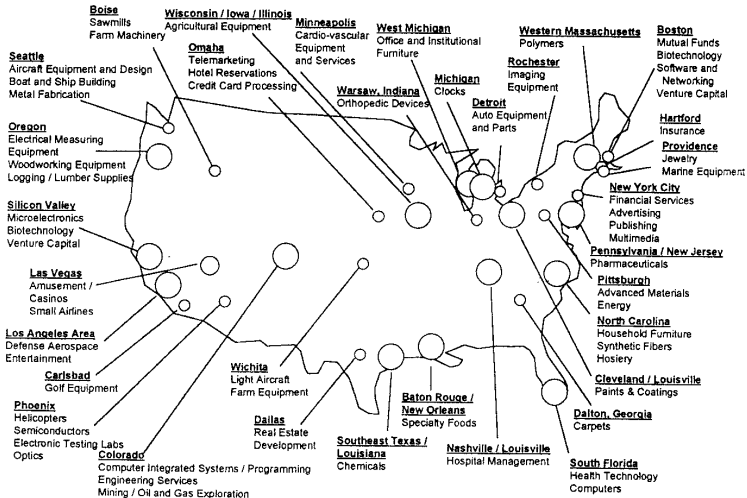 Boise
Sawmills
Farm Machinery
Wisconsin / Iowa / Illinois
Agricultural Equipment
Minneapolis
Cardio-vascular
Equipment
and Services
West Michigan
Office and Institutional
Furniture
Western Massachusetts
Polymers
Boston
Mutual Funds
Biotechnology
Software and
Networking
Venture Capital
Seattle
Aircraft Equipment and Design
Boat and Ship Building
Metal Fabrication
Omaha
Telemarketing
Hotel Reservations
Credit Card Processing
Warsaw, Indiana
Orthopedic Devices
Michigan
Clocks
Detroit
Auto Equipment
and Parts
Rochester
Imaging
Equipment
Hartford
Insurance
Providence
Jewelry
Marine Equipment
Oregon
Electrical Measuring
Equipment
Woodworking Equipment
Logging / Lumber Supplies
New York City
Financial Services
Advertising
Publishing
Multimedia
Silicon Valley
Microelectronics
Biotechnology
Venture Capital
Pennsylvania / New Jersey
Pharmaceuticals
Las Vegas
Amusement /
Casinos
Small Airlines
Pittsburgh
Advanced Materials
Energy
North Carolina
Household Furniture
Synthetic Fibers
Hosiery
Los Angeles Area
Defense Aerospace
Entertainment
Carlsbad
Golf Equipment
Wichita
Light Aircraft
Farm Equipment
Cleveland / Louisville
Paints & Coatings
Phoenix
Helicopters
Semiconductors
Electronic Testing Labs
Optics
Baton Rouge /
New Orleans
Specialty Foods
Dallas
Real Estate
Development
Dalton, Georgia
Carpets
Southeast Texas /
Louisiana
Chemicals
Nashville / Louisville
Hospital Management
Colorado
Computer Integrated Systems / Programming
Engineering Services
Mining / Oil and Gas Exploration
South Florida
Health Technology
Computers